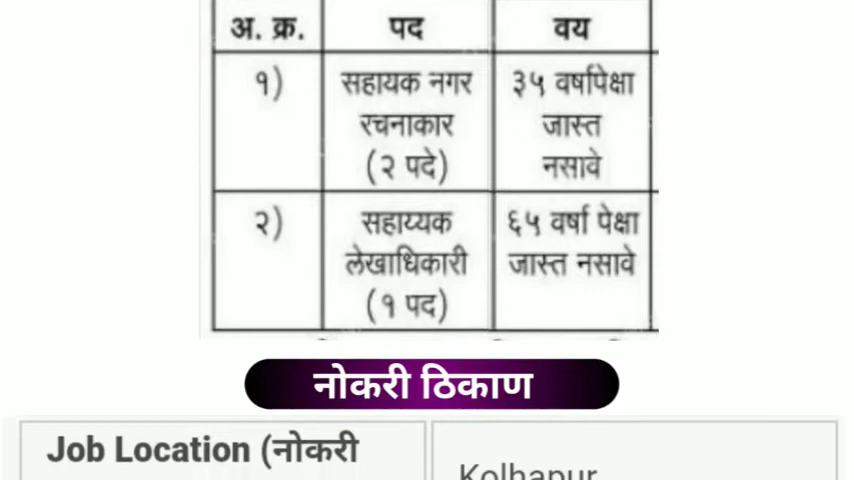 अ. क्र. पद वय
१) सहायक नगर ३५ वर्षापेक्षा
रचनाकार जास्त
(२ पदे) नसावे
२) सहाय्यक ६५ वर्षा पेक्षा
लेखाधिकारी जास्त नसावे
(१ पद)
नोकरी ठिकाण
Job Location (नोकरी
Kolhapur